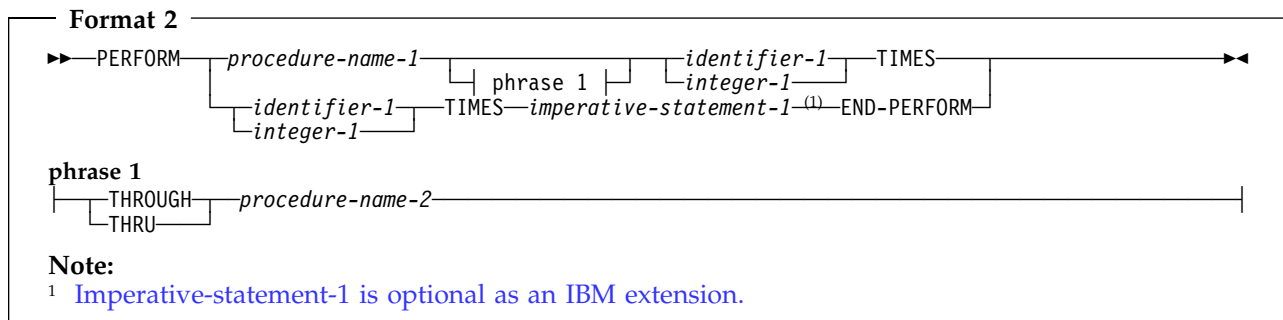 Format 2
PERFORM procedure-name-1 identifier-1 TIMES
phrase 1 integer-1
identifier-1 TIMES imperative-statement-1 (1) END-PERFORM
integer-1
phrase 1
THROUGH procedure-name-2
THRU
Note:
1 Imperative-statement-1 is optional as an IBM extension.